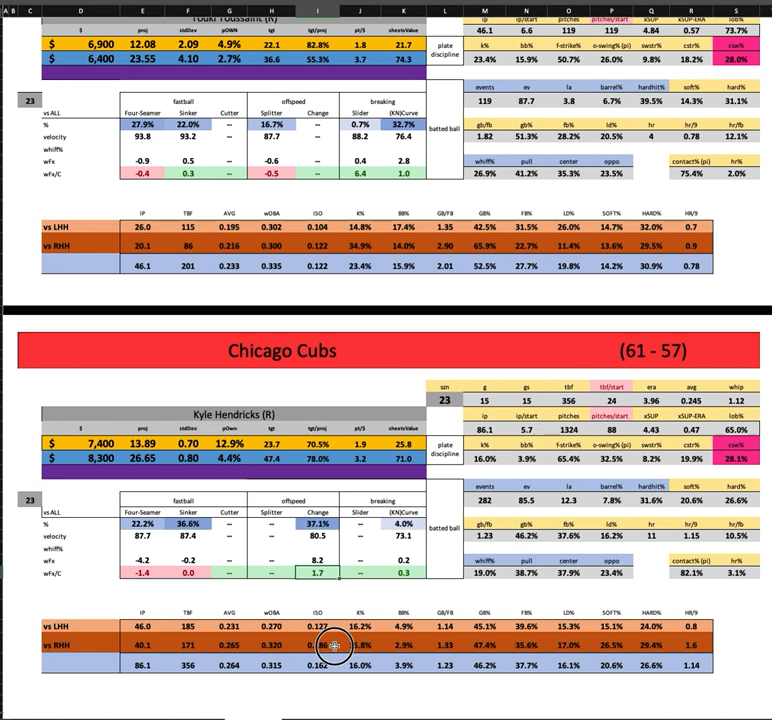 A B C D E F G H I J K L M N O P Q R S
Touki Toussaint (R) ip ip/start pitches pitches/start xSUP xSUP-ERA lob%
$ proj stdDev pOWN tgt tgt/proj pt/$ sheetsValue 46.1 6.6 119 119 4.84 0.57 73.7%
$ 6,900 12.08 2.09 4.9% 22.1 82.8% 1.8 21.7 plate discipline k% bb% f-strike% o-swing% (pi) swstr% cstr% csw%
$ 6,400 23.55 4.10 2.7% 36.6 55.3% 3.7 74.3 23.4% 15.9% 50.7% 26.0% 9.8% 18.2% 28.0%
events ev la barrel% hardhit% soft% hard%
23 fastball offspeed breaking 119 87.7 3.8 6.7% 39.5% 14.3% 31.1%
vs ALL Four-Seamer Sinker Cutter Splitter Change Slider (KN)Curve
% 27.9% 22.0% -- 16.7% -- 0.7% 32.7% batted ball gb/fb gb% fb% ld% hr hr/9 hr/fb
velocity 93.8 93.2 -- 87.7 -- 88.2 76.4 1.82 51.3% 28.2% 20.5% 4 0.78 12.1%
whiff%
wFx -0.9 0.5 -- -0.6 -- 0.4 2.8 whiff% pull center oppo contact% (pi) hr%
wFx/C -0.4 0.3 -- -0.5 -- 6.4 1.0 26.9% 41.2% 35.3% 23.5% 75.4% 2.0%
IP TBF AVG wOBA ISO K% BB% GB/FB GB% FB% LD% SOFT% HARD% HR/9
vs LHH 26.0 115 0.195 0.302 0.104 14.8% 17.4% 1.35 42.5% 31.5% 26.0% 14.7% 32.0% 0.7
vs RHH 20.1 86 0.216 0.300 0.122 34.9% 14.0% 2.90 65.9% 22.7% 11.4% 13.6% 29.5% 0.9
46.1 201 0.233 0.335 0.122 23.4% 15.9% 2.01 52.5% 27.7% 19.8% 14.2% 30.9% 0.78
Chicago Cubs (61 - 57)
szn g gs tbf tbf/start era avg whip
23 15 15 356 24 3.96 0.245 1.12
Kyle Hendricks (R) ip ip/start pitches pitches/start xSUP xSUP-ERA lob%
$ proj stdDev pOWN tgt tgt/proj pt/$ sheetsValue 86.1 5.7 1324 88 4.43 0.47 65.0%
$ 7,400 13.89 0.70 12.9% 23.7 70.5% 1.9 25.8 plate discipline k% bb% f-strike% o-swing% (pi) swstr% cstr% csw%
$ 8,300 26.65 0.80 4.4% 47.4 78.0% 3.2 71.0 16.0% 3.9% 65.4% 32.5% 8.2% 19.9% 28.1%
events ev la barrel% hardhit% soft% hard%
23 fastball offspeed breaking 282 85.5 12.3 7.8% 31.6% 20.6% 26.6%
vs ALL Four-Seamer Sinker Cutter Splitter Change Slider (KN)Curve
% 22.2% 36.6% -- -- 37.1% -- 4.0% batted ball gb/fb gb% fb% ld% hr hr/9 hr/fb
velocity 87.7 87.4 -- -- 80.5 -- 73.1 1.23 46.2% 37.6% 16.2% 11 1.15 10.5%
whiff%
wFx -4.2 -0.2 -- -- 8.2 -- 0.2 whiff% pull center oppo contact% (pi) hr%
wFx/C -1.4 0.0 -- -- 1.7 -- 0.3 19.0% 38.7% 37.9% 23.4% 82.1% 3.1%
IP TBF AVG wOBA ISO K% BB% GB/FB GB% FB% LD% SOFT% HARD% HR/9
vs LHH 46.0 185 0.231 0.270 0.127 16.2% 4.9% 1.14 45.1% 39.6% 15.3% 15.1% 24.0% 0.8
vs RHH 40.1 171 0.265 0.320 2.9% 1.33 47.4% 35.6% 17.0% 26.5% 29.4% 1.6
86.1 356 0.264 0.315 0.162 16.0% 3.9% 1.23 46.2% 37.7% 16.1% 20.6% 26.6% 1.14